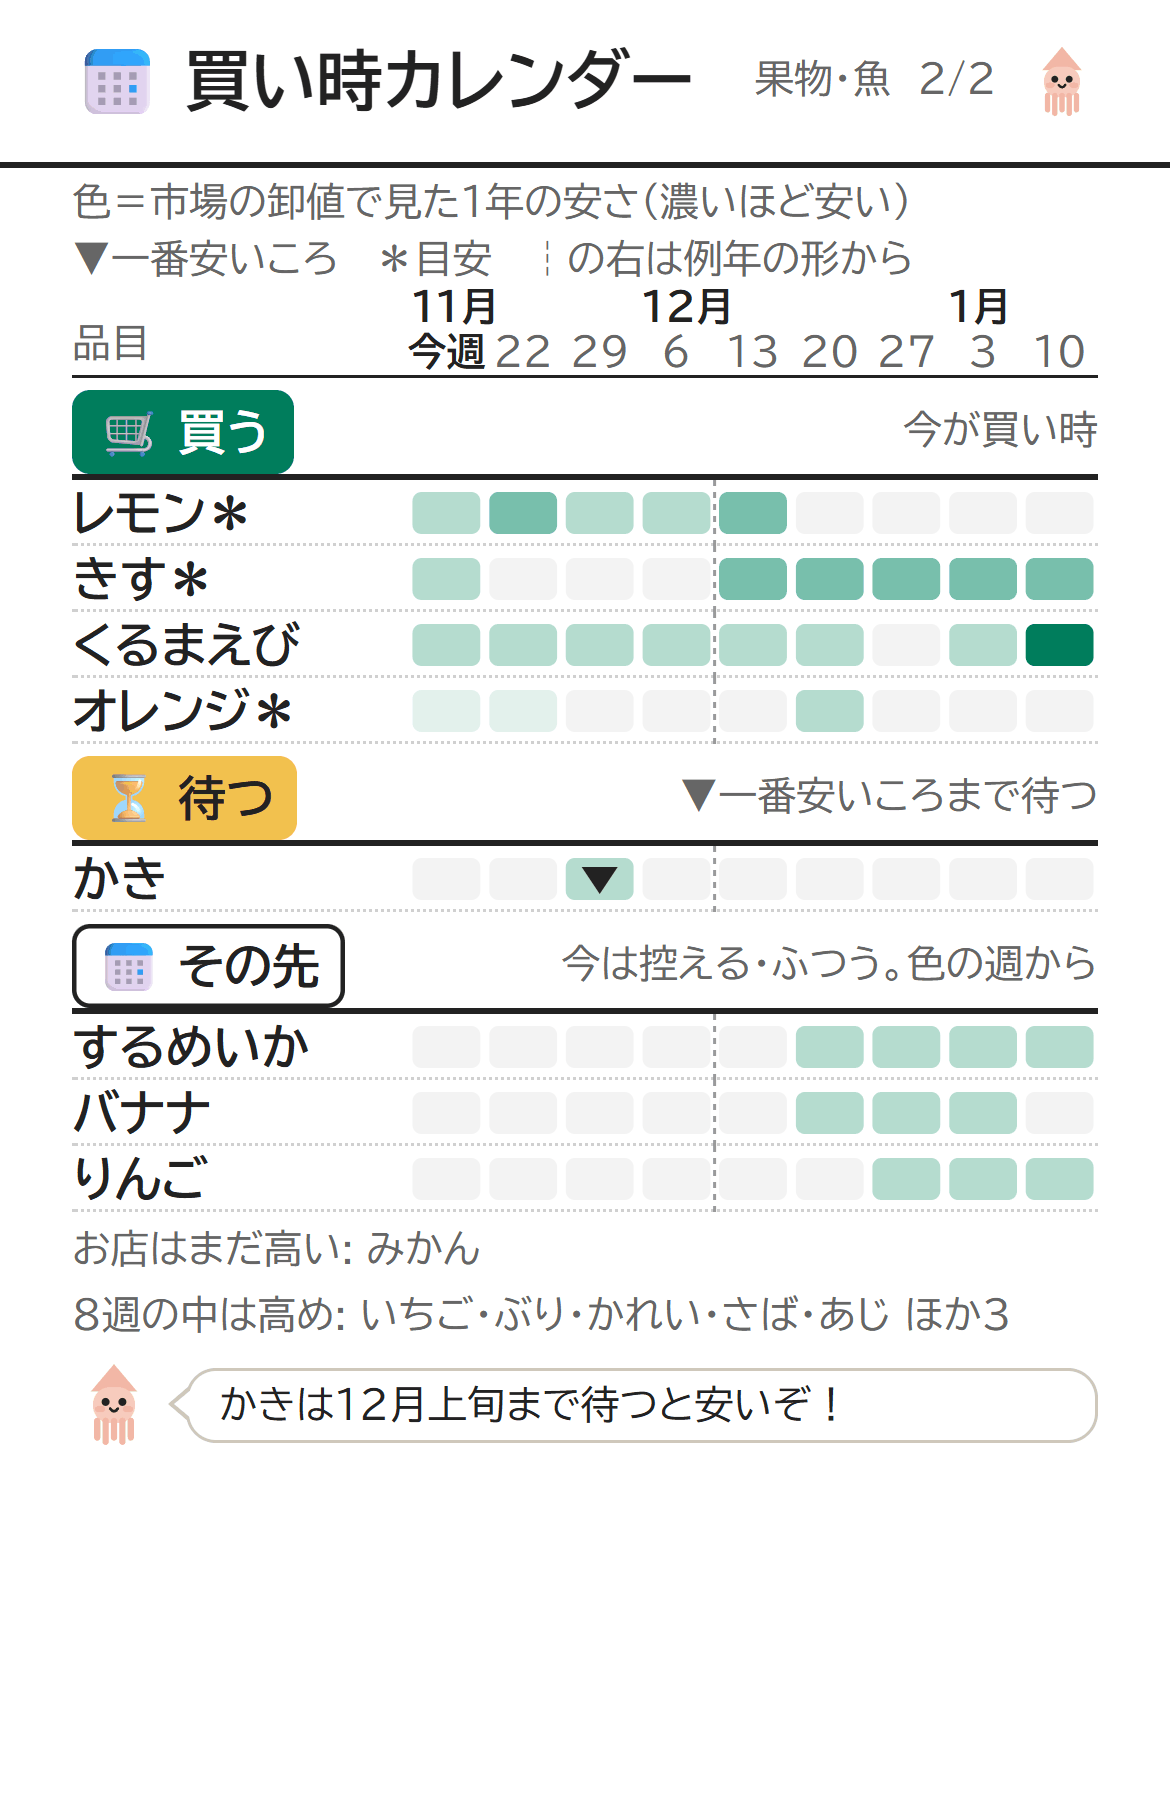 買い時カレンダー 果物・魚 2/2
色＝市場の卸値で見た1年の安さ（濃いほど安い）
▼一番安いころ ＊目安 ┊の右は例年の形から
11月 12月 1月
品目 今週 22 29 6 13 20 27 3 10
買う 今が買い時
レモン＊
きす＊
くるまえび
オレンジ＊
待つ ▼一番安いころまで待つ
かき ▼
その先 今は控える・ふつう。色の週から
するめいか
バナナ
りんご
お店はまだ高い: みかん
8週の中は高め: いちご・ぶり・かれい・さば・あじ ほか3
かきは12月上旬まで待つと安いぞ！